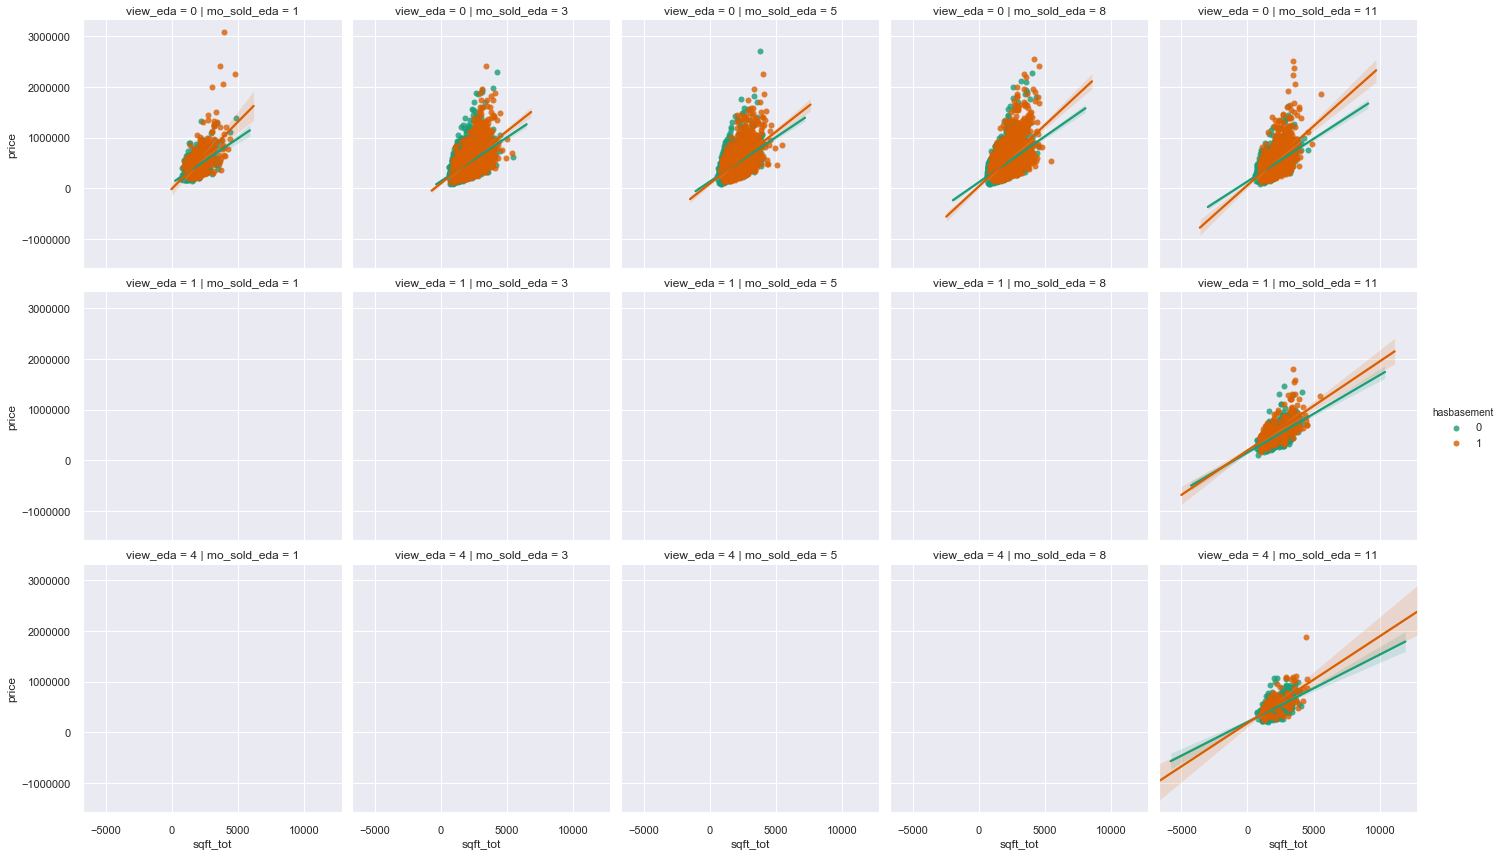 view_eda = 0 | mo_sold_eda = 1
view_eda = 0 | mo_sold_eda = 3
view_eda = 0 | mo_sold_eda = 5
view_eda = 0 | mo_sold_eda = 8
view_eda = 0 | mo_sold_eda = 11
3000000
2000000
1000000
0
−1000000
price
view_eda = 1 | mo_sold_eda = 1
view_eda = 1 | mo_sold_eda = 3
view_eda = 1 | mo_sold_eda = 5
view_eda = 1 | mo_sold_eda = 8
view_eda = 1 | mo_sold_eda = 11
3000000
2000000
1000000
0
−1000000
price
hasbasement
0
1
view_eda = 4 | mo_sold_eda = 1
view_eda = 4 | mo_sold_eda = 3
view_eda = 4 | mo_sold_eda = 5
view_eda = 4 | mo_sold_eda = 8
view_eda = 4 | mo_sold_eda = 11
3000000
2000000
1000000
0
−1000000
price
−5000 0 5000 10000
−5000 0 5000 10000
−5000 0 5000 10000
−5000 0 5000 10000
−5000 0 5000 10000
sqft_tot
sqft_tot
sqft_tot
sqft_tot
sqft_tot